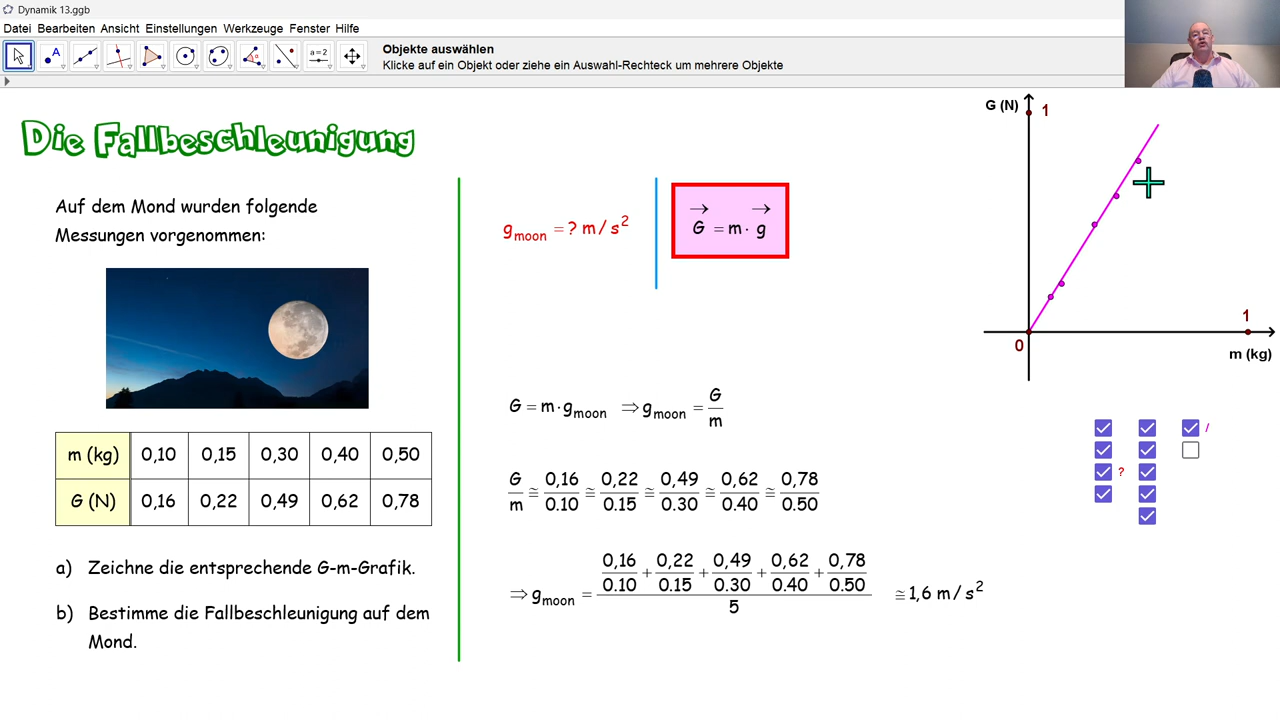 Dynamik 13.ggb
Datei Bearbeiten Ansicht Einstellungen Werkzeuge Fenster Hilfe
A
a=2
Objekte auswählen
Klicke auf ein Objekt oder ziehe ein Auswahl-Rechteck um mehrere Objekte
Die Fallbeschleunigung
Auf dem Mond wurden folgende
Messungen vorgenommen:
m (kg) 0,10 0,15 0,30 0,40 0,50
G (N) 0,16 0,22 0,49 0,62 0,78
a) Zeichne die entsprechende G-m-Grafik.
b) Bestimme die Fallbeschleunigung auf dem
Mond.
g moon = ? m/s²
G = m · g
G = m · g moon ⇒ g moon = G/m
G/m ≅ 0,16/0.10 ≅ 0,22/0.15 ≅ 0,49/0.30 ≅ 0,62/0.40 ≅ 0,78/0.50
0,16/0.10 + 0,22/0.15 + 0,49/0.30 + 0,62/0.40 + 0,78/0.50
⇒ g moon = ≅ 1,6 m/s²
5
G (N)
1
0
1
m (kg)
/
?